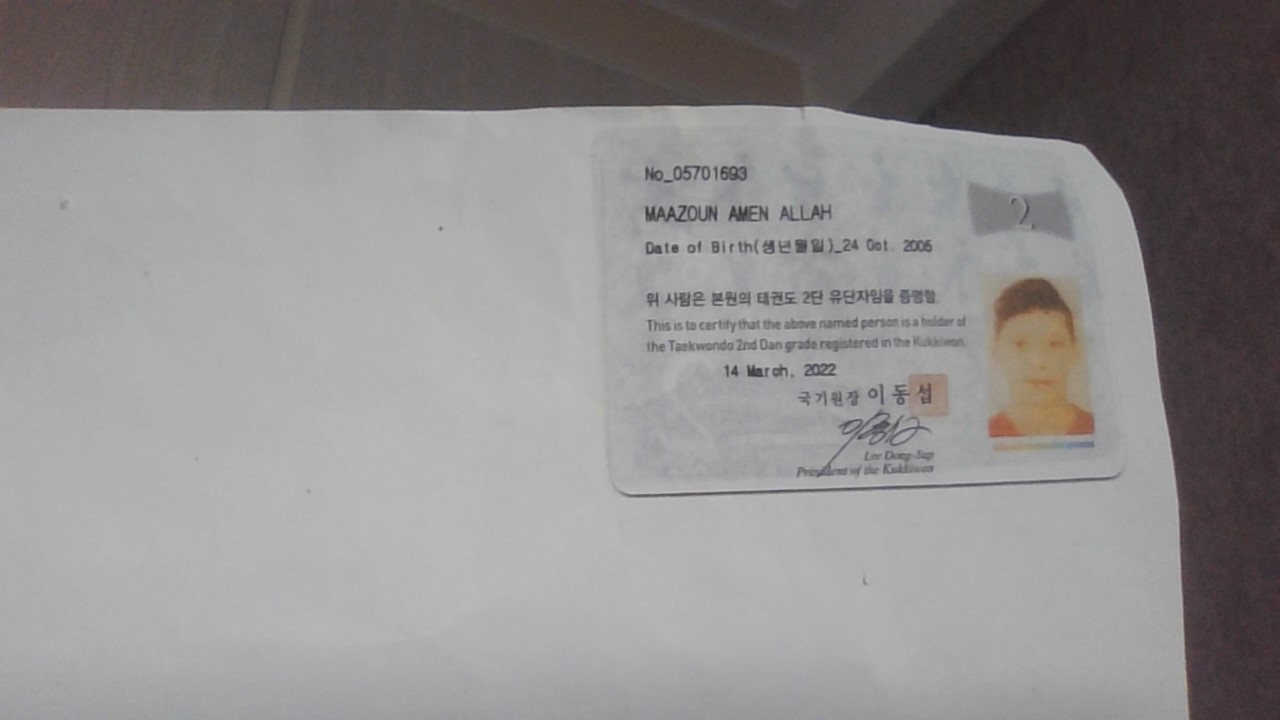 No_05701693
2
MAAZOUN AMEN ALLAH
Date of Birth(생년월일)_24 Oct. 2005
위 사람은 본원의 태권도 2단 유단자임을 증명함.
This is to certify that the above named person is a holder of
the Taekwondo 2nd Dan grade registered in the Kukkiwon.
14 March, 2022
국기원장 이동섭
Lee Dong-Sup
President of the Kukkiwon